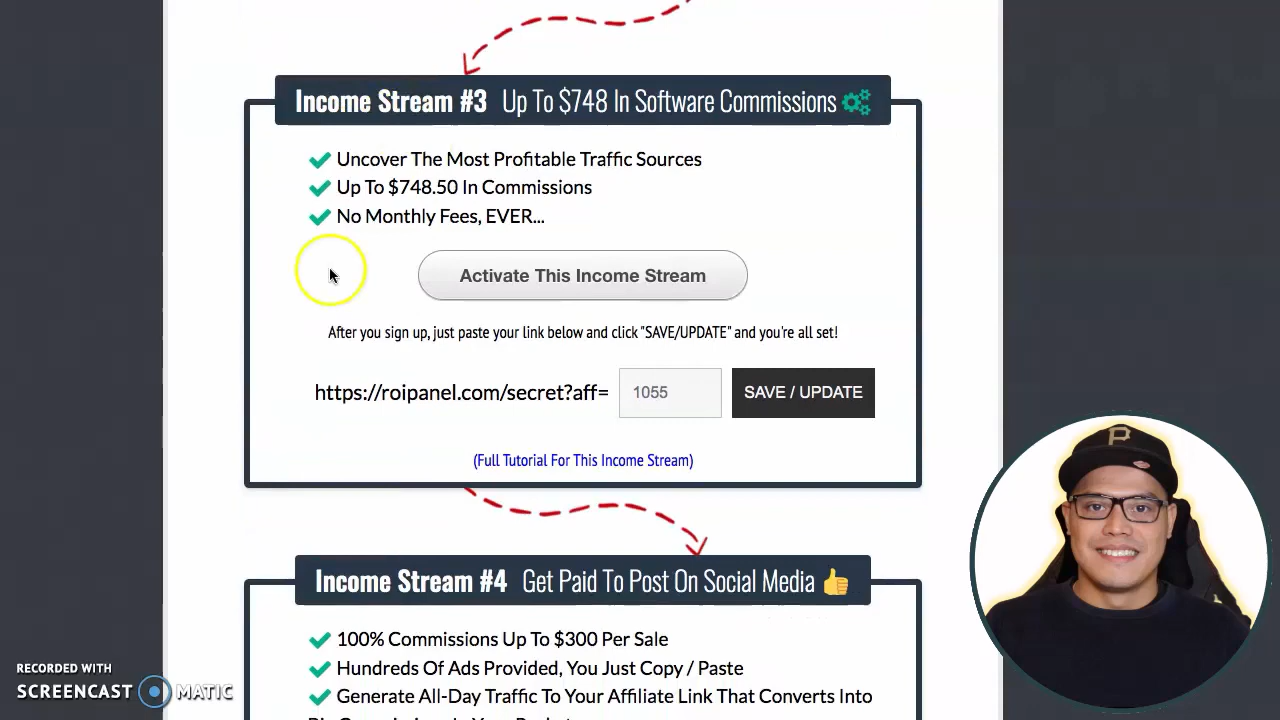 Income Stream #3 Up To $748 In Software Commissions
Uncover The Most Profitable Traffic Sources
Up To $748.50 In Commissions
No Monthly Fees, EVER...
Activate This Income Stream
After you sign up, just paste your link below and click "SAVE/UPDATE" and you're all set!
https://roipanel.com/secret?aff= 1055 SAVE / UPDATE
(Full Tutorial For This Income Stream)
Income Stream #4 Get Paid To Post On Social Media
100% Commissions Up To $300 Per Sale
Hundreds Of Ads Provided, You Just Copy / Paste
Generate All-Day Traffic To Your Affiliate Link That Converts Into
P
RECORDED WITH
SCREENCAST MATIC